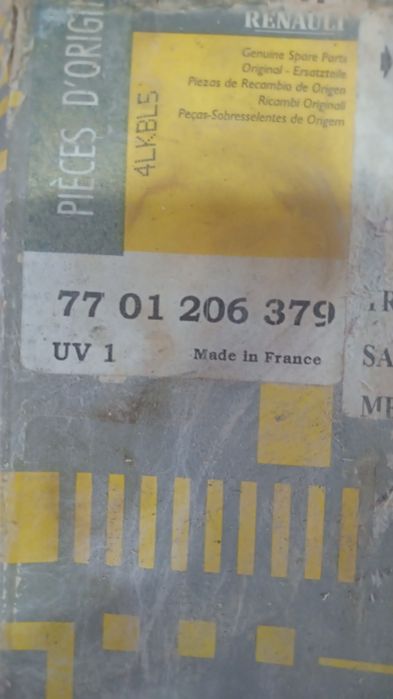 RENAULT
PIÈCES D'ORIGI
4LKBL5
Genuine Spare Parts
Original - Ersatzteile
Piezas de Recambio de Origen
Ricambi Originali
Peças-Sobresselentes de Origem
77 01 206 379
UV 1
Made in France
SA